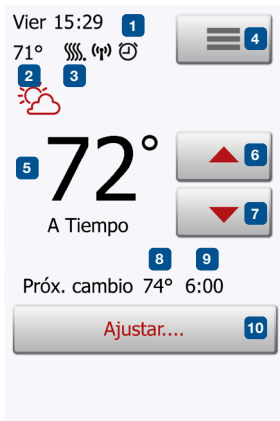 Vier 15:29 1
4
71°
2 3
5 72° 6
A Tiempo 7
8 9
Próx. cambio 74° 6:00
Ajustar.... 10